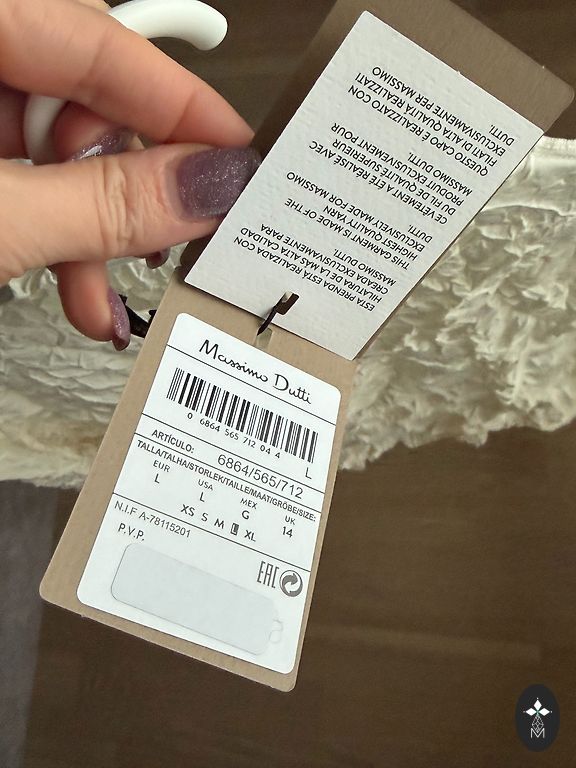 ESTA PRENDA ESTÁ REALIZADA CON
HILATURA DE LA MÁS ALTA CALIDAD
CREADA EXCLUSIVAMENTE PARA
MASSIMO DUTTI.
THIS GARMENT IS MADE OF THE
HIGHEST QUALITY YARN
EXCLUSIVELY MADE FOR MASSIMO
DUTTI.
CE VÊTEMENT A ÉTÉ RÉALISÉ AVEC
DU FIL DE QUALITÉ SUPÉRIEUR
PRODUIT EXCLUSIVEMENT POUR
MASSIMO DUTTI.
QUESTO CAPO È REALIZZATO CON
FILATI DI ALTA QUALITÀ REALIZZATI
ESCLUSIVAMENTE PER MASSIMO
DUTTI.
Massimo Dutti
0 6864 565 712 04 4
L
ARTÍCULO: 6864/565/712
TALLA/TALHA/STORLEK/TAILLE/MAAT/GRÖBE/SIZE:
EUR USA MEX UK
L L G 14
XS S M L XL
N.I.F A-78115201
P.V.P.
EAC
M